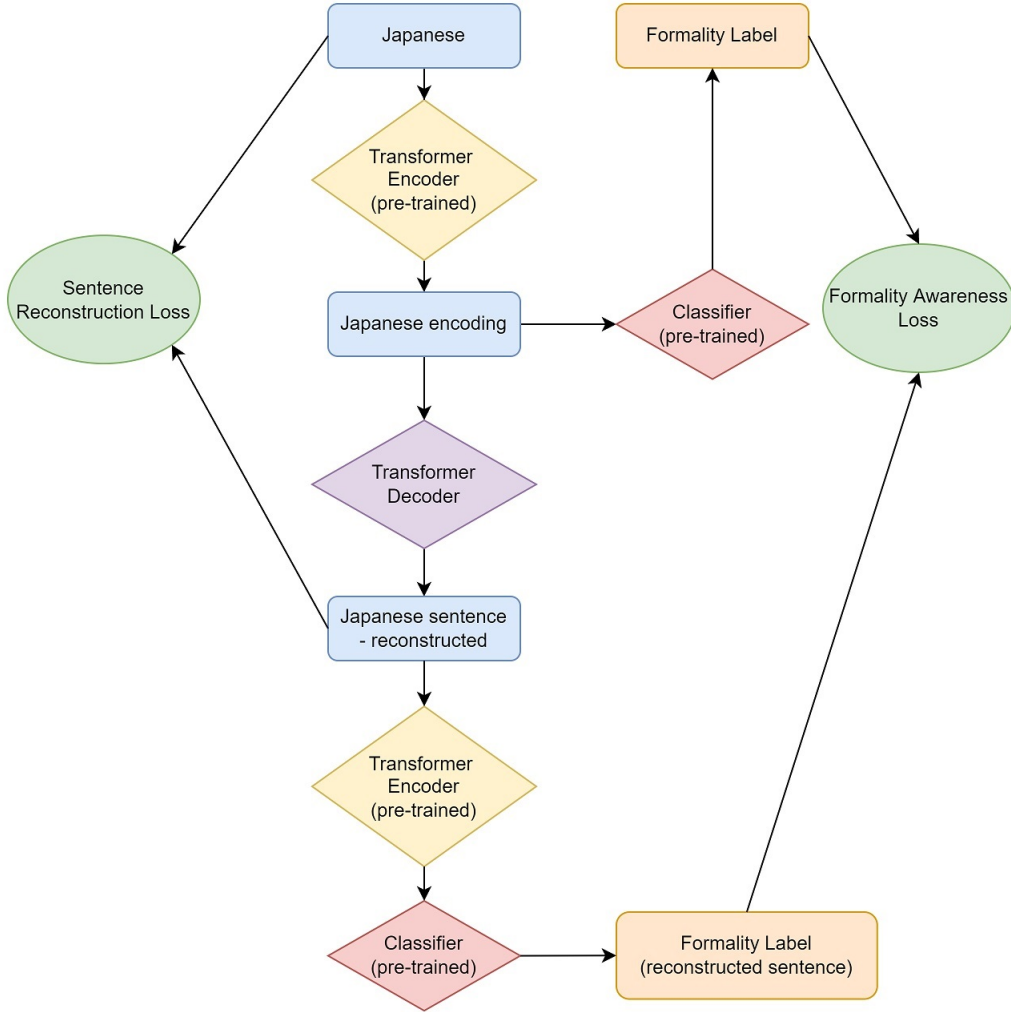 Japanese
Formality Label
Transformer
Encoder
(pre-trained)
Sentence
Reconstruction Loss
Japanese encoding
Classifier
(pre-trained)
Formality Awareness
Loss
Transformer
Decoder
Japanese sentence
- reconstructed
Transformer
Encoder
(pre-trained)
Classifier
(pre-trained)
Formality Label
(reconstructed sentence)